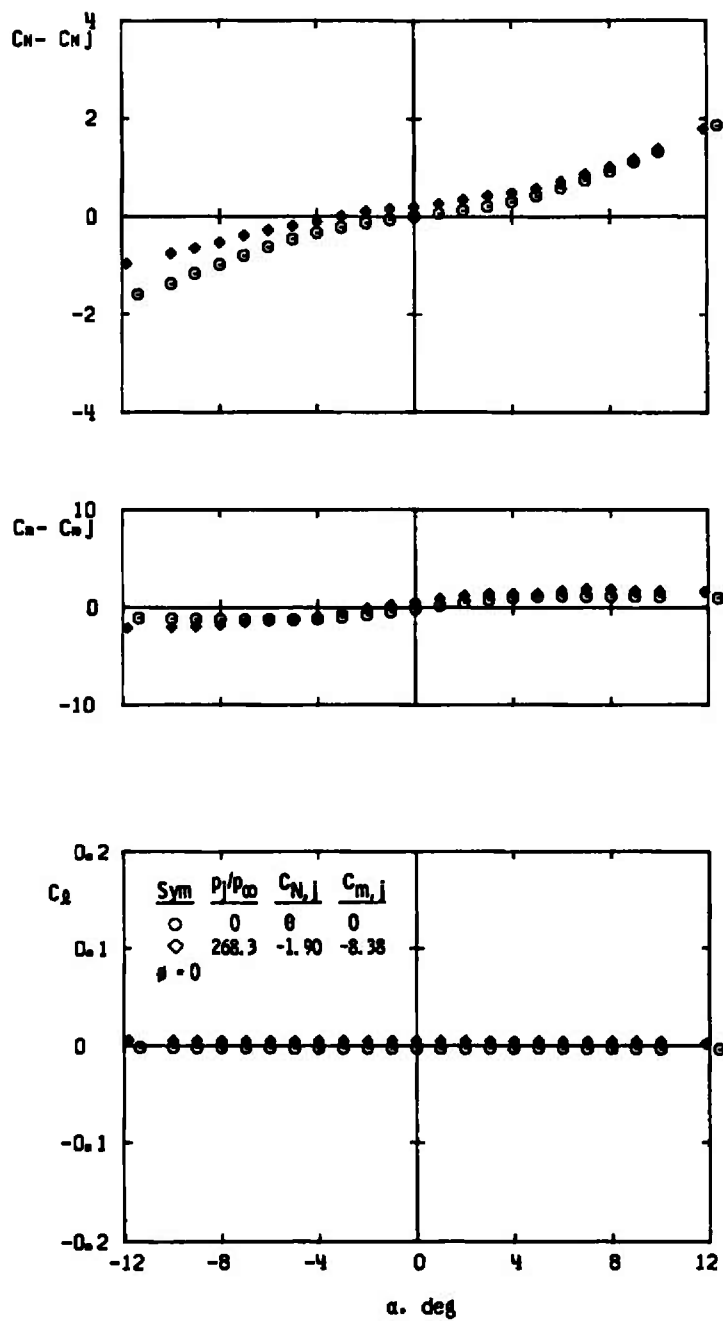 CN- CNj
4
2
0
-2
-4
Cm- Cmj
10
0
-10
Cℓ
0.2
0.1
0
-0.1
-0.2
Sym pj/p∞ CN,j Cm,j
○ 0 0 0
◇ 268.3 -1.90 -8.38
ø = 0
-12 -8 -4 0 4 8 12
α. deg